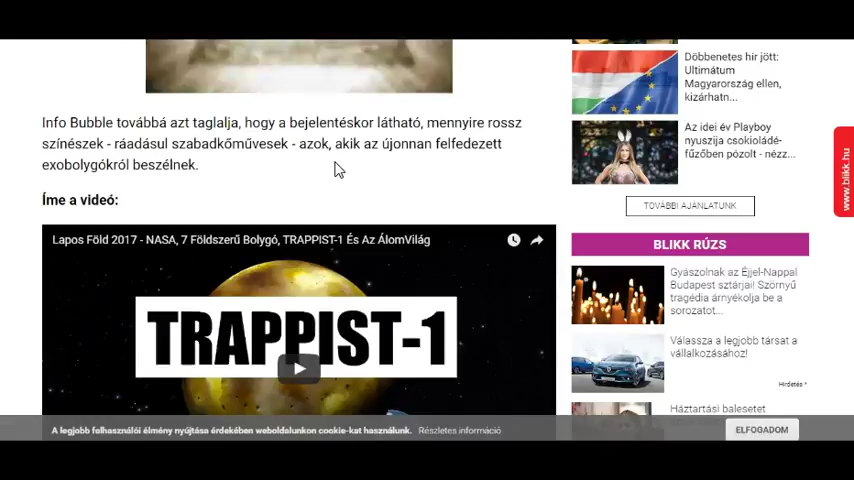 Info Bubble továbbá azt taglalja, hogy a bejelentéskor látható, mennyire rossz
színészek - ráadásul szabadkőművesek - azok, akik az újonnan felfedezett
exobolygókról beszélnek.
Íme a videó:
Lapos Föld 2017 - NASA, 7 Földszerű Bolygó, TRAPPIST-1 És Az ÁlomVilág
TRAPPIST-1
Döbbenetes hír jött:
Ultimátum
Magyarország ellen,
kizárhatn...
Az idei év Playboy
nyuszija csokioládé-
fűzőben pózolt - nézz...
TOVÁBBI AJÁNLATUNK
BLIKK RÚZS
Gyászolnak az Éjjel-Nappal
Budapest sztárjai! Szörnyű
tragédia árnyékolja be a
sorozatot...
Válassza a legjobb társat a
vállalkozásához!
Hirdetés *
Háztartási balesetet
www.blikk.hu
A legjobb felhasználói élmény nyújtása érdekében weboldalunkon cookie-kat használunk. Részletes információ
ELFOGADOM